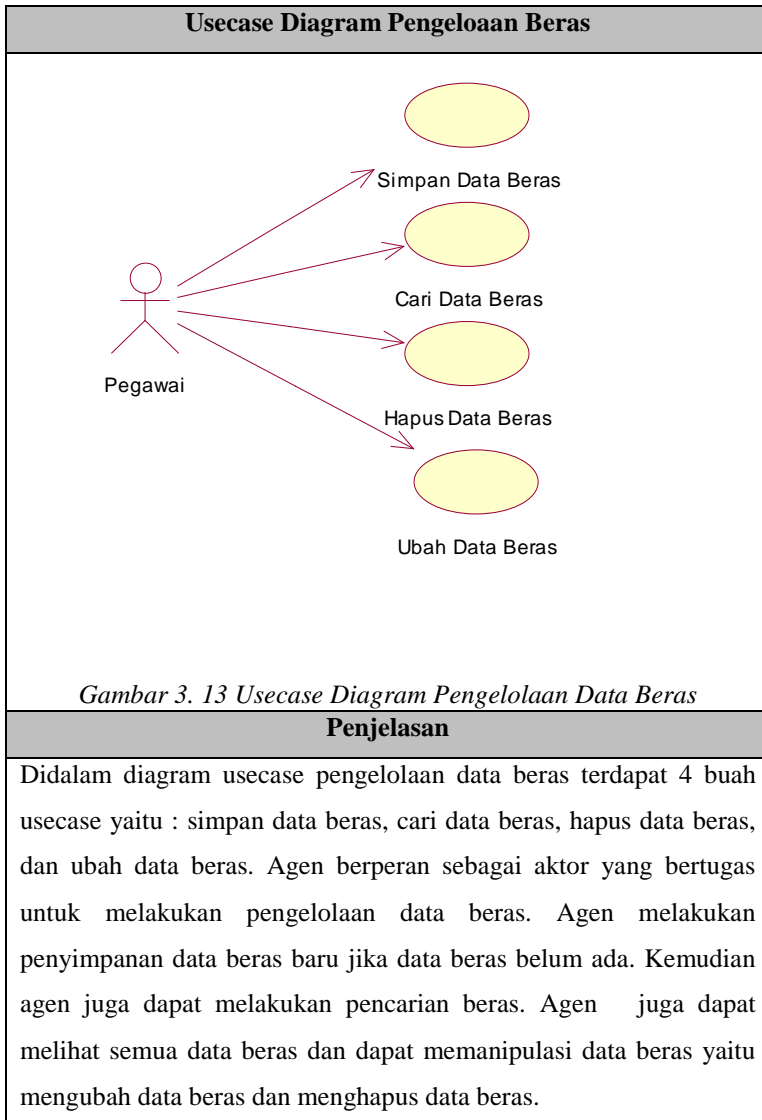 Usecase Diagram Pengeloaan Beras
Simpan Data Beras
Cari Data Beras
Pegawai
Hapus Data Beras
Ubah Data Beras
Gambar 3. 13 Usecase Diagram Pengelolaan Data Beras
Penjelasan
Didalam diagram usecase pengelolaan data beras terdapat 4 buah
usecase yaitu : simpan data beras, cari data beras, hapus data beras,
dan ubah data beras. Agen berperan sebagai aktor yang bertugas
untuk melakukan pengelolaan data beras. Agen melakukan
penyimpanan data beras baru jika data beras belum ada. Kemudian
agen juga dapat melakukan pencarian beras. Agen juga dapat
melihat semua data beras dan dapat memanipulasi data beras yaitu
mengubah data beras dan menghapus data beras.